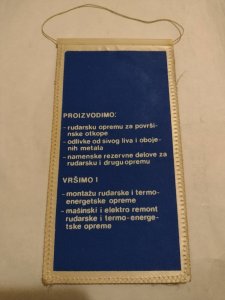 PROIZVODIMO:
- rudarsku opremu za površi-
nske otkope
- odlivke od sivog liva i oboje-
nih metala
- namenske rezervne delove za
rudarsku i drugu opremu
VRŠIMO I
- montažu rudarske i termo-
energetske opreme
- mašinski i elektro remont
rudarske i termo-energe-
tske opreme